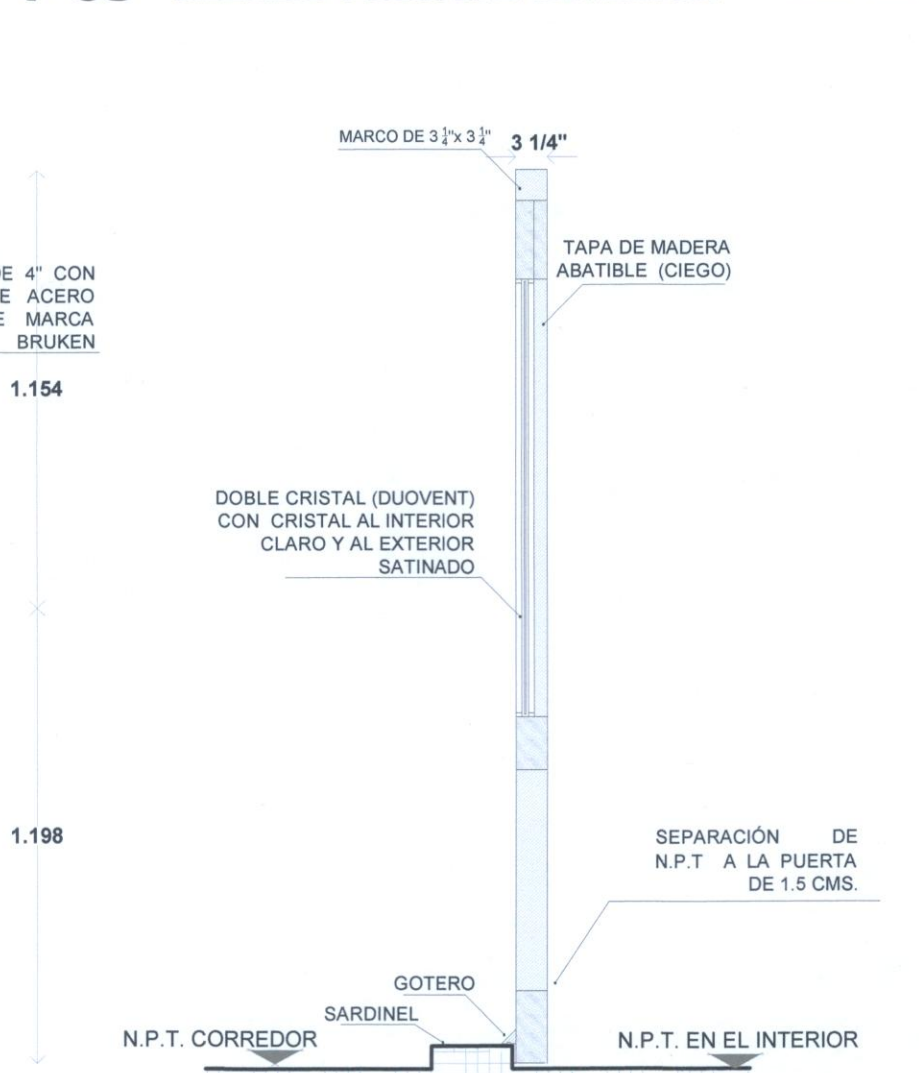 MARCO DE 3 1/4"x 3 1/4"
3 1/4"
TAPA DE MADERA
ABATIBLE (CIEGO)
DE 4" CON
E ACERO
E MARCA
BRUKEN
1.154
DOBLE CRISTAL (DUOVENT)
CON CRISTAL AL INTERIOR
CLARO Y AL EXTERIOR
SATINADO
1.198
SEPARACIÓN DE
N.P.T A LA PUERTA
DE 1.5 CMS.
GOTERO
SARDINEL
N.P.T. CORREDOR
N.P.T. EN EL INTERIOR